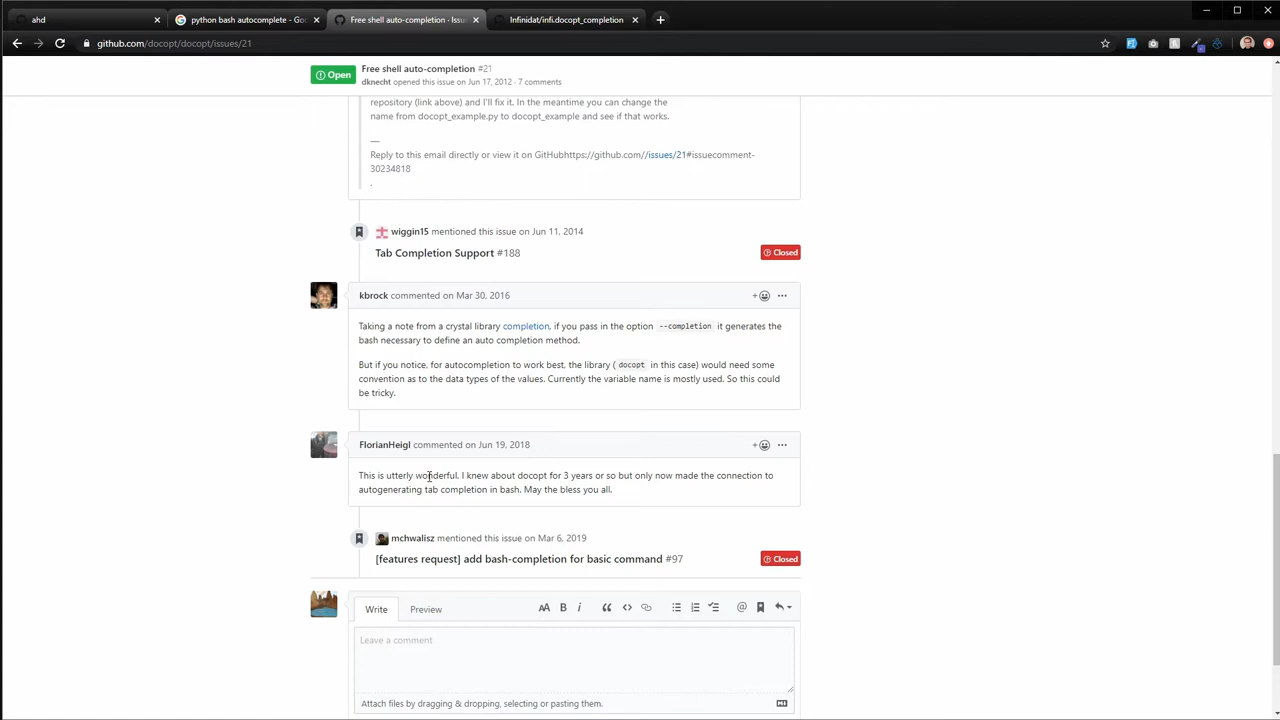 ahd
python bash autocomplete - Goo
Free shell auto-completion · Issu
Infinidat/infi.docopt_completion
github.com/docopt/docopt/issues/21
Open
Free shell auto-completion #21
dknecht opened this issue on Jun 17, 2012 · 7 comments
repository (link above) and I'll fix it. In the meantime you can change the
name from docopt_example.py to docopt_example and see if that works.
—
Reply to this email directly or view it on GitHubhttps://github.com//issues/21#issuecomment-
30234818
.
wiggin15 mentioned this issue on Jun 11, 2014
Tab Completion Support #188
Closed
kbrock commented on Mar 30, 2016
Taking a note from a crystal library completion, if you pass in the option --completion it generates the
bash necessary to define an auto completion method.
But if you notice, for autocompletion to work best, the library ( docopt in this case) would need some
convention as to the data types of the values. Currently the variable name is mostly used. So this could
be tricky.
FlorianHeigl commented on Jun 19, 2018
This is utterly wonderful. I knew about docopt for 3 years or so but only now made the connection to
autogenerating tab completion in bash. May the bless you all.
mchwalisz mentioned this issue on Mar 6, 2019
[features request] add bash-completion for basic command #97
Closed
Write
Preview
AA B i
Leave a comment
Attach files by dragging & dropping, selecting or pasting them.